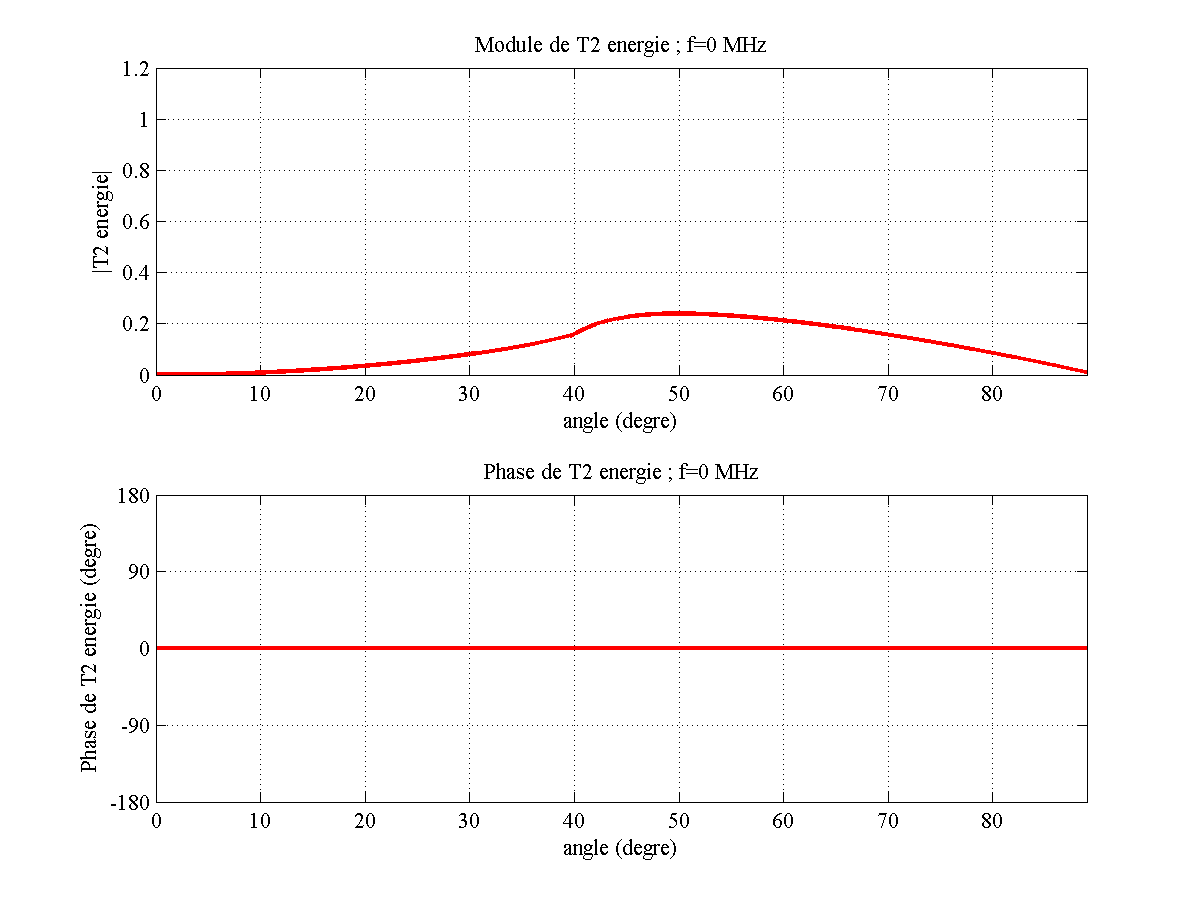 Module de T2 energie ; f=0 MHz
1.2
1
0.8
0.6
0.4
0.2
0
|T2 energie|
0 10 20 30 40 50 60 70 80
angle (degre)
Phase de T2 energie ; f=0 MHz
180
90
0
-90
-180
Phase de T2 energie (degre)
0 10 20 30 40 50 60 70 80
angle (degre)